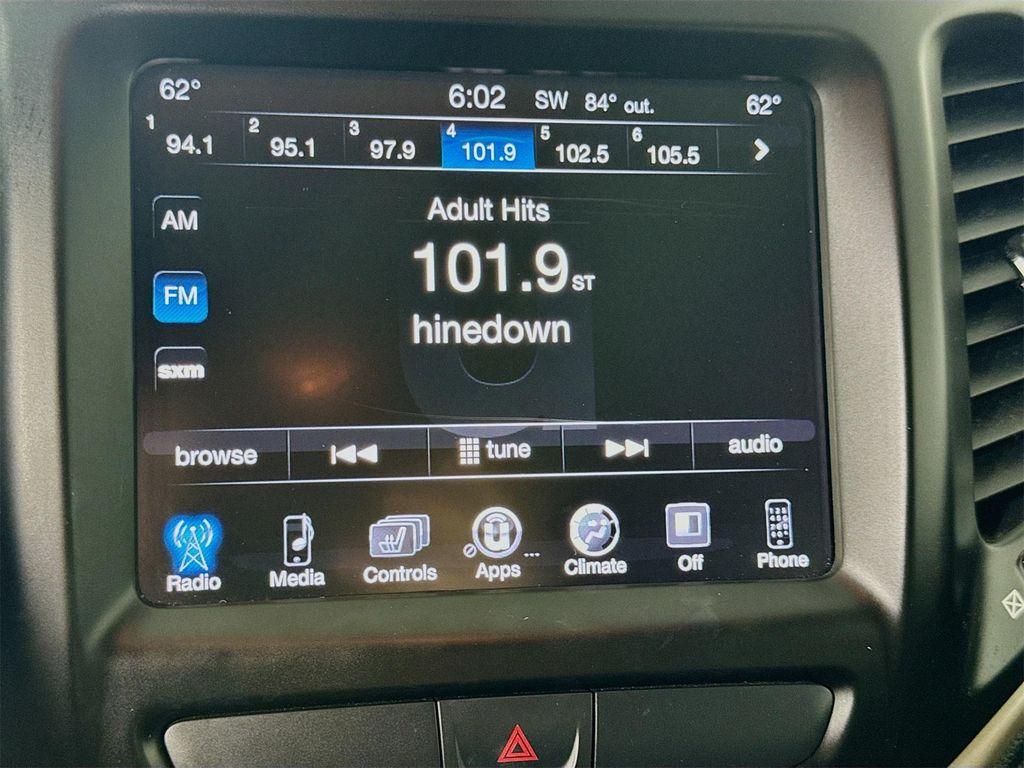 62° 6:02 SW 84° out. 62°
1 94.1 2 95.1 3 97.9 4 101.9 5 102.5 6 105.5
Adult Hits
AM
101.9 ST
FM
hinedown
sxm
browse tune audio
Radio Media Controls Apps ... Climate Off Phone